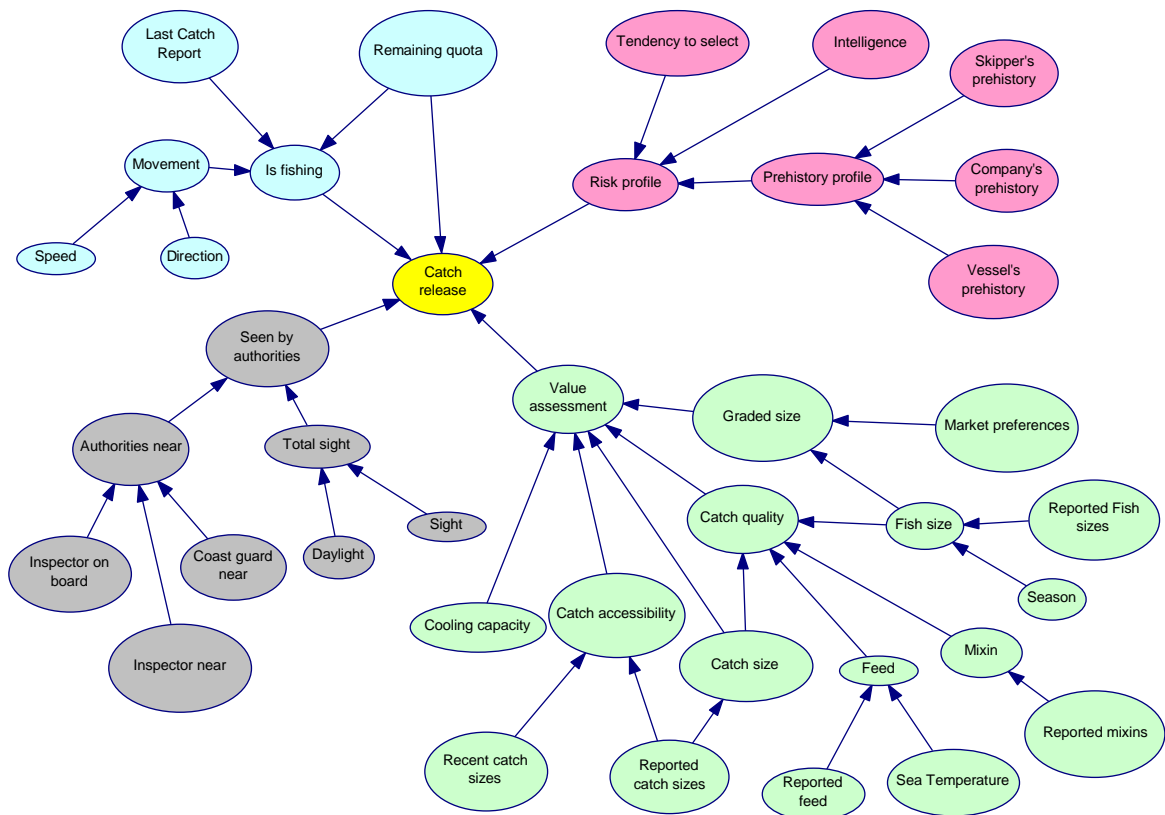 Last Catch
Report
Remaining quota
Tendency to select
Intelligence
Skipper's
prehistory
Movement
Is fishing
Risk profile
Prehistory profile
Company's
prehistory
Speed
Direction
Catch
release
Vessel's
prehistory
Seen by
authorities
Value
assessment
Graded size
Market preferences
Authorities near
Total sight
Catch quality
Fish size
Reported Fish
sizes
Sight
Inspector on
board
Coast guard
near
Daylight
Season
Cooling capacity
Catch accessibility
Inspector near
Catch size
Feed
Mixin
Reported mixins
Recent catch
sizes
Reported
catch sizes
Reported
feed
Sea Temperature